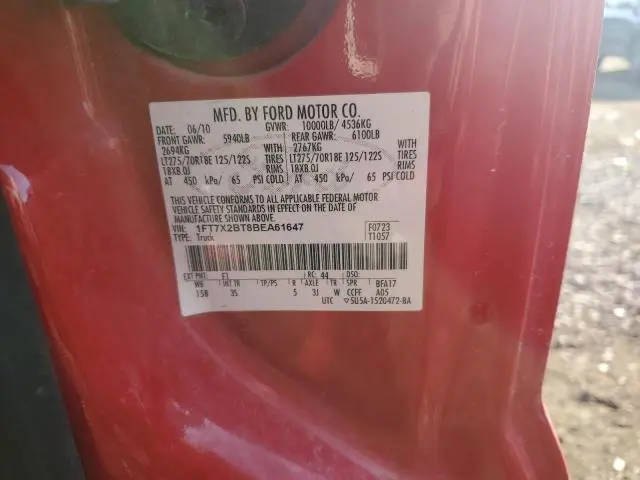 MFD. BY FORD MOTOR CO.
DATE: 06/10 GVWR: 10000LB/ 4536KG
FRONT GAWR: 5940LB REAR GAWR: 6100LB
2694KG 2767KG
LT275/70R18E 125/122S TIRES LT275/70R18E 125/122S TIRES
18X8.0J RIMS 18X8.0J RIMS
AT 450 kPa/ 65 PSI COLD AT 450 kPa/ 65 PSI COLD
THIS VEHICLE CONFORMS TO ALL APPLICABLE FEDERAL MOTOR
VEHICLE SAFETY STANDARDS IN EFFECT ON THE DATE OF
MANUFACTURE SHOWN ABOVE.
VIN: 1FT7X2BT8BEA61647 F0723
TYPE: Truck T1057
EXT PNT: F1 RC: 44 DSO:
WB INT TR TP/PS R AXLE TR SPR BFA17
158 3S 5 3J W CCFF A05
UTC 5U5A-1520472-BA